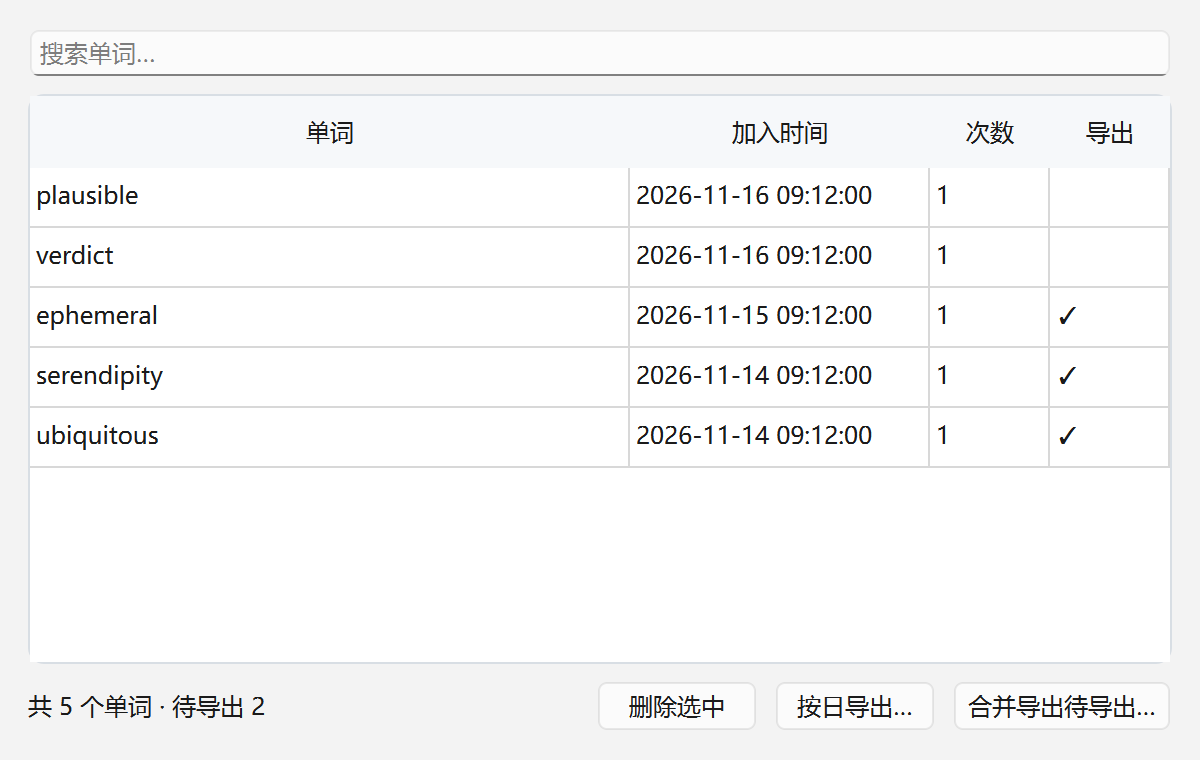 搜索单词...
单词 加入时间 次数 导出
plausible 2026-11-16 09:12:00 1
verdict 2026-11-16 09:12:00 1
ephemeral 2026-11-15 09:12:00 1 ✓
serendipity 2026-11-14 09:12:00 1 ✓
ubiquitous 2026-11-14 09:12:00 1 ✓
共 5 个单词 · 待导出 2 删除选中 按日导出... 合并导出待导出...